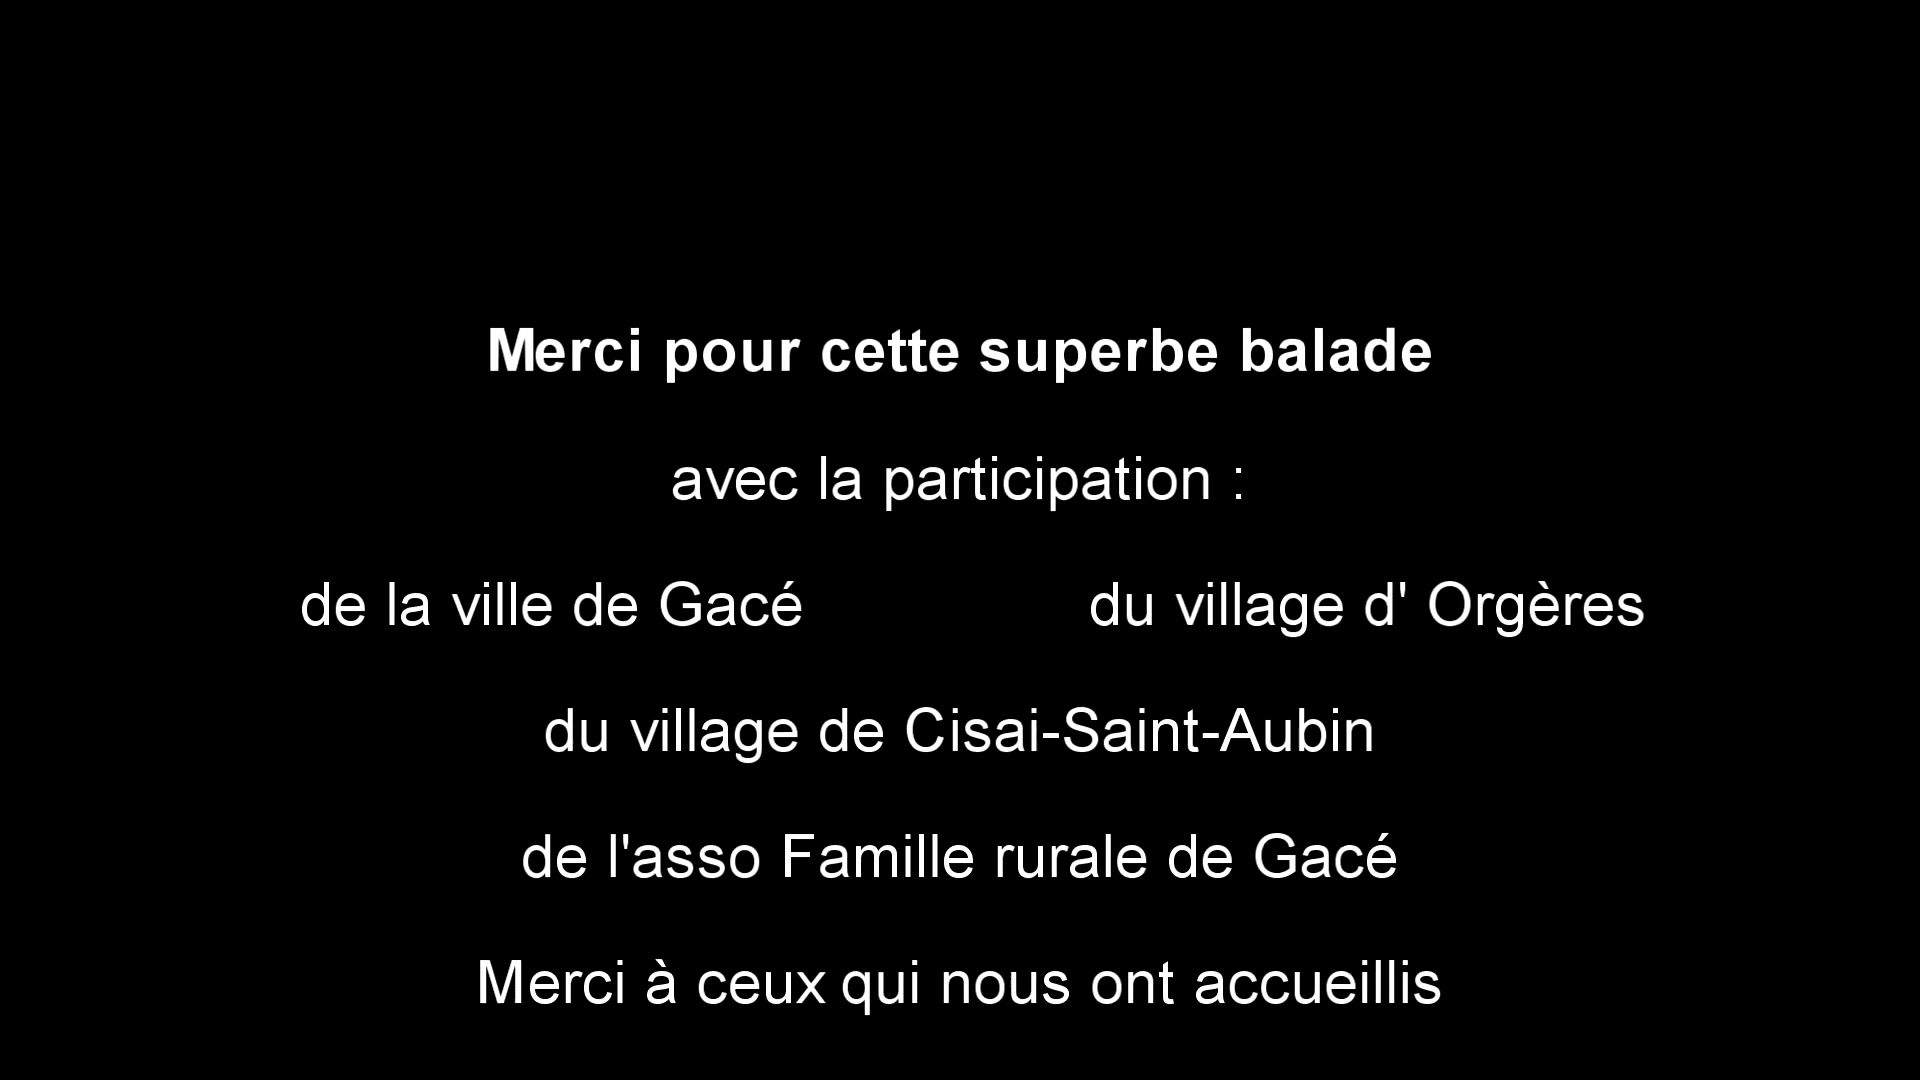 Merci pour cette superbe balade
avec la participation :
de la ville de Gacé du village d' Orgères
du village de Cisai-Saint-Aubin
de l'asso Famille rurale de Gacé
Merci à ceux qui nous ont accueillis